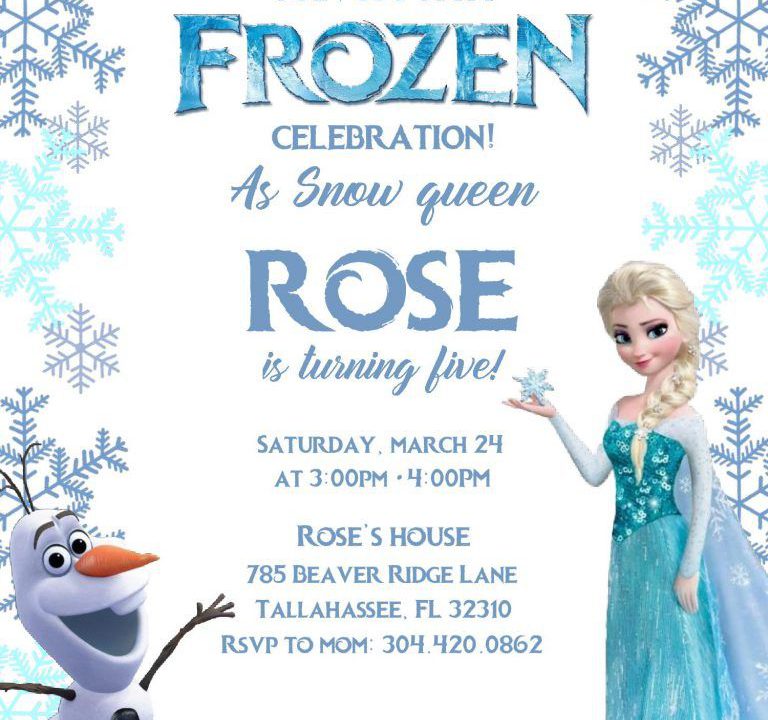 FROZEN
CELEBRATION!
As Snow queen
ROSE
is turning five!
SATURDAY, MARCH 24
AT 3:00PM • 4:00PM
ROSE'S HOUSE
785 BEAVER RIDGE LANE
TALLAHASSEE, FL 32310
RSVP TO MOM: 304.420.0862